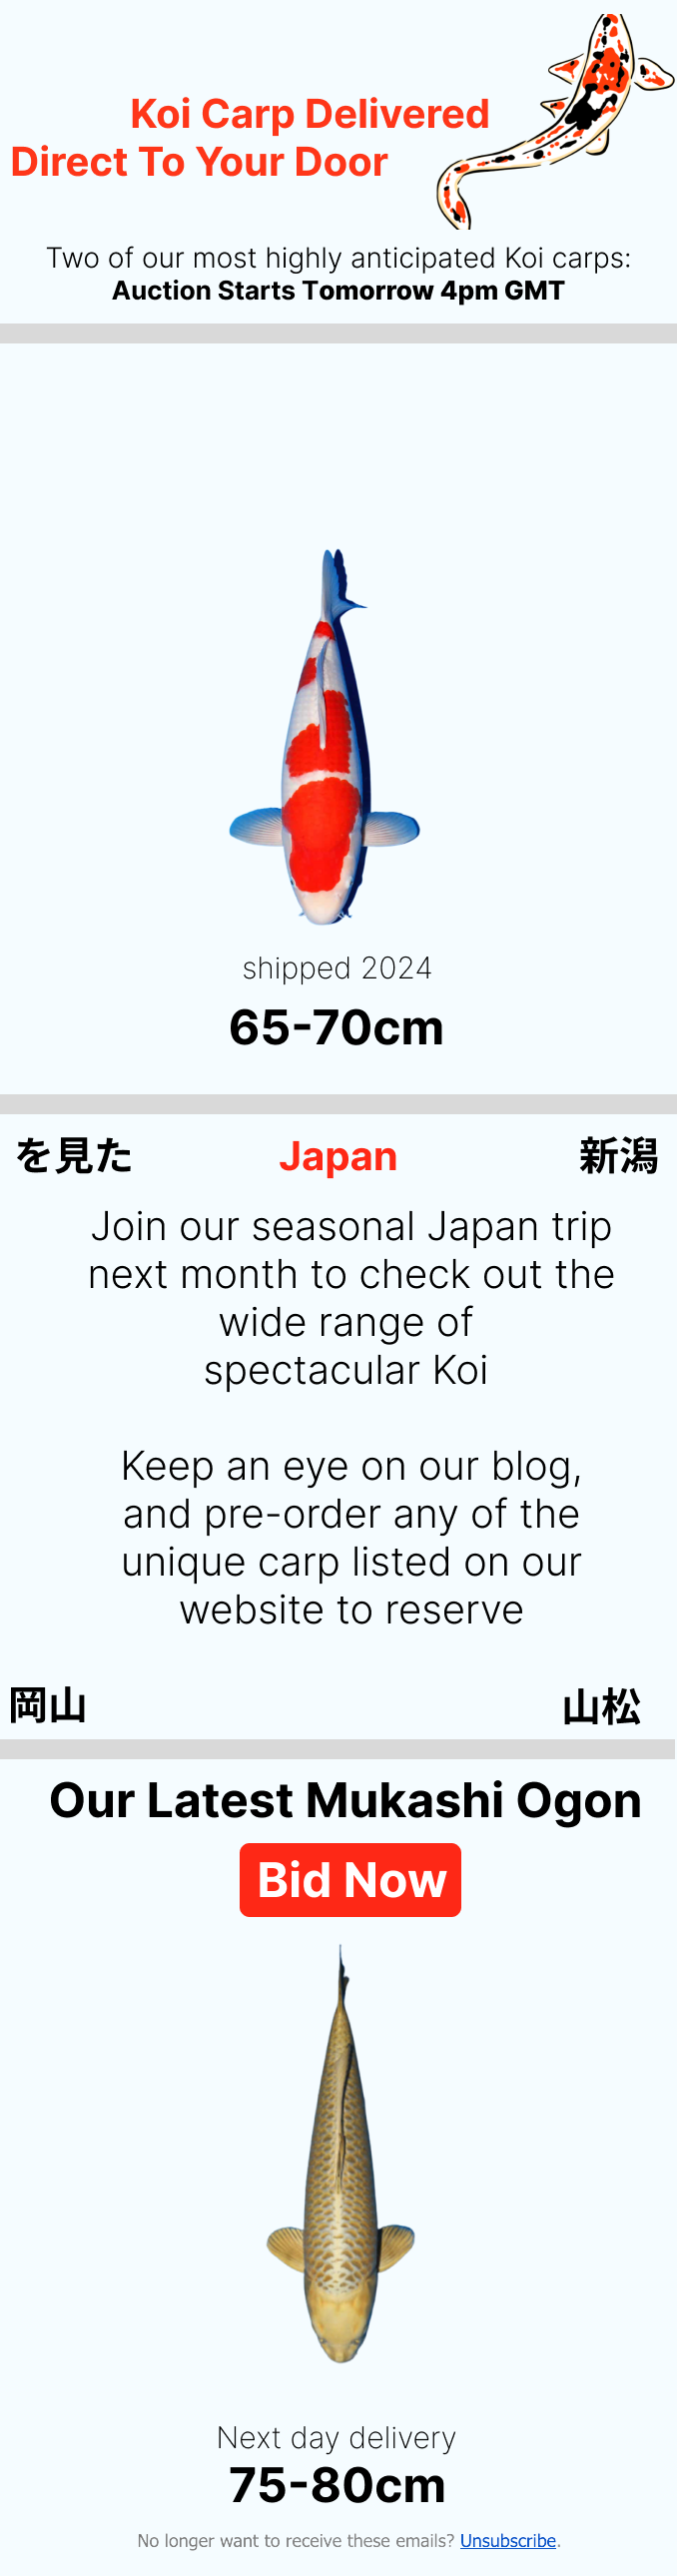 Koi Carp Delivered
Direct To Your Door
Two of our most highly anticipated Koi carps:
Auction Starts Tomorrow 4pm GMT
shipped 2024
65-70cm
を見た Japan 新潟
Join our seasonal Japan trip
next month to check out the
wide range of
spectacular Koi
Keep an eye on our blog,
and pre-order any of the
unique carp listed on our
website to reserve
岡山 山松
Our Latest Mukashi Ogon
Bid Now
Next day delivery
75-80cm
No longer want to receive these emails? Unsubscribe.